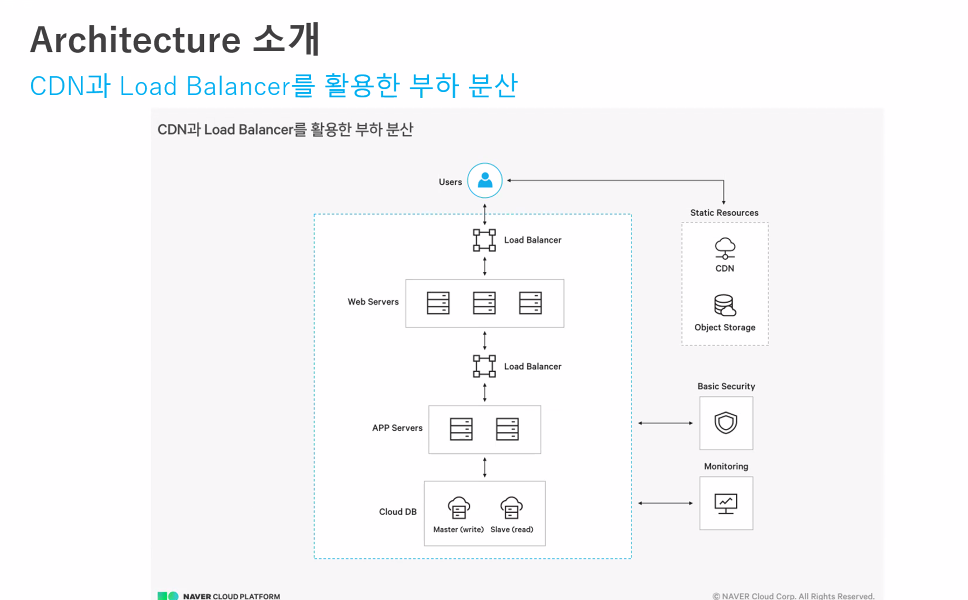 Architecture 소개
CDN과 Load Balancer를 활용한 부하 분산
CDN과 Load Balancer를 활용한 부하 분산
Users
Static Resources
Load Balancer
CDN
Web Servers
Object Storage
Load Balancer
Basic Security
APP Servers
Monitoring
Cloud DB
Master (write) Slave (read)
NAVER CLOUD PLATFORM
© NAVER Cloud Corp. All Rights Reserved.